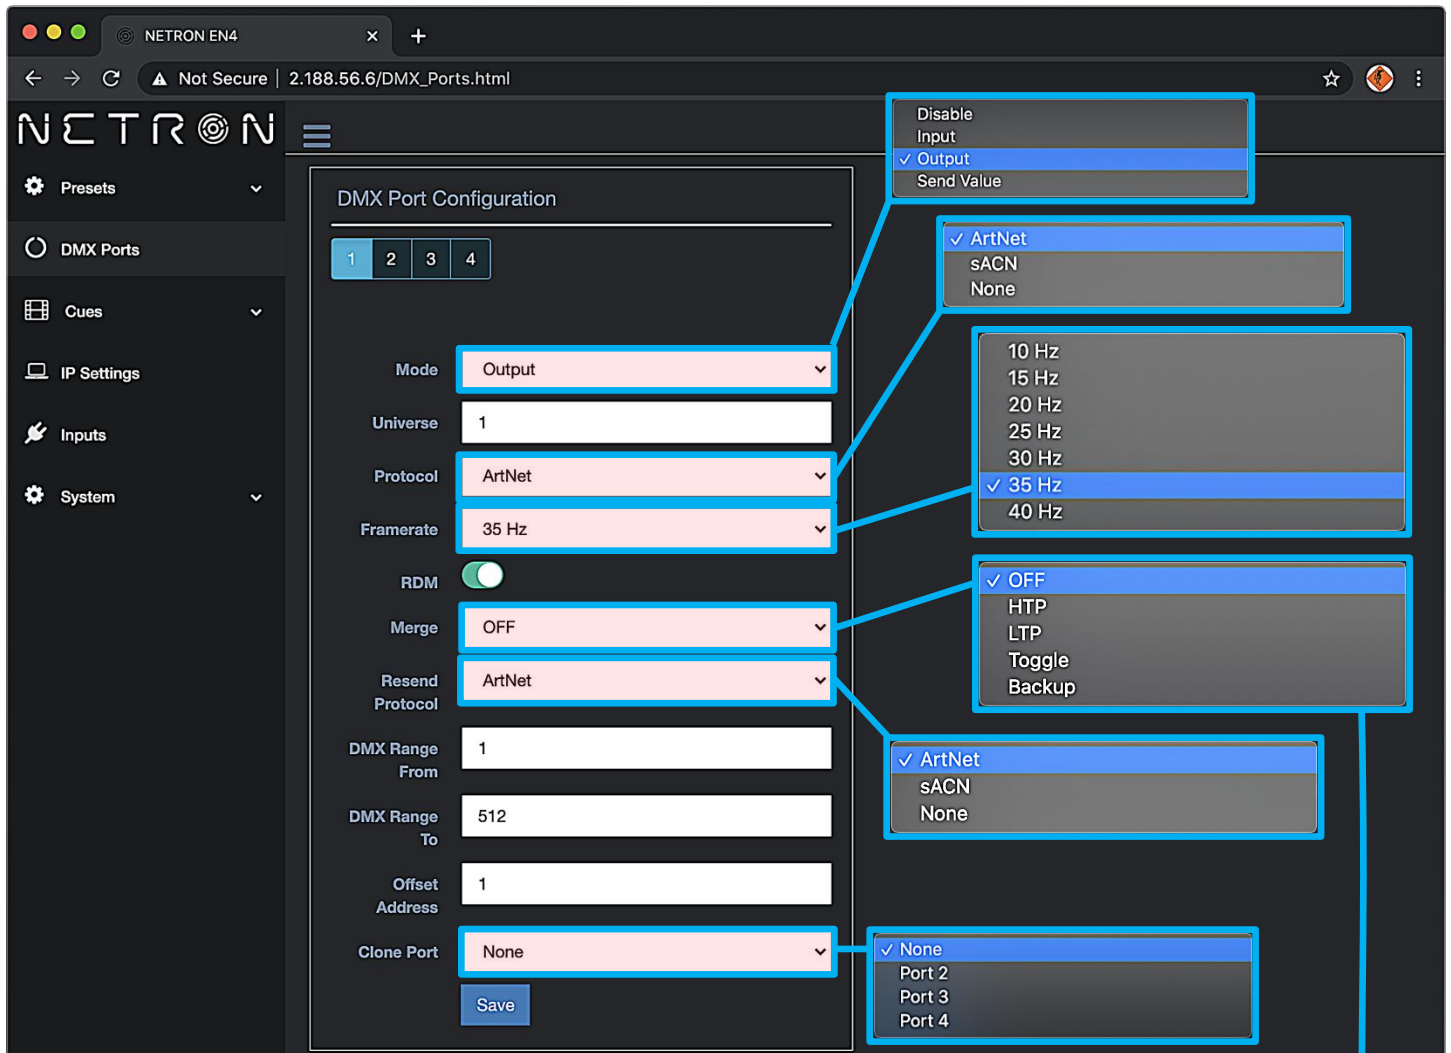 NETRON EN4
Not Secure | 2.188.56.6/DMX_Ports.html
NETRON
Presets
DMX Ports
Cues
IP Settings
Inputs
System
DMX Port Configuration
1 2 3 4
Mode Output
Universe 1
Protocol ArtNet
Framerate 35 Hz
RDM
Merge OFF
Resend Protocol ArtNet
DMX Range From 1
DMX Range To 512
Offset Address 1
Clone Port None
Save
Disable
Input
✓ Output
Send Value
✓ ArtNet
sACN
None
10 Hz
15 Hz
20 Hz
25 Hz
30 Hz
✓ 35 Hz
40 Hz
✓ OFF
HTP
LTP
Toggle
Backup
✓ ArtNet
sACN
None
✓ None
Port 2
Port 3
Port 4